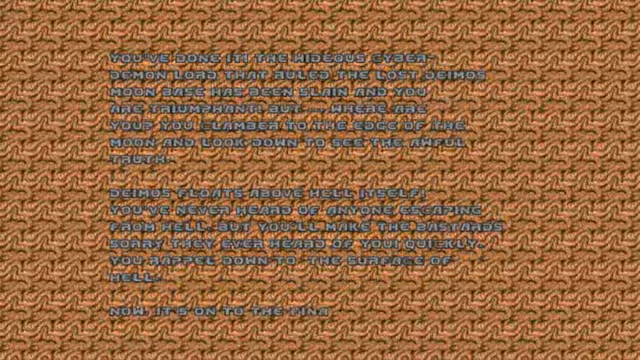 YOU'VE DONE IT! THE HIDEOUS CYBER-
DEMON LORD THAT RULED THE LOST DEIMOS
MOON BASE HAS BEEN SLAIN AND YOU
ARE TRIUMPHANT! BUT ... WHERE ARE
YOU? YOU CLAMBER TO THE EDGE OF THE
MOON AND LOOK DOWN TO SEE THE AWFUL
TRUTH.
DEIMOS FLOATS ABOVE HELL ITSELF!
YOU'VE NEVER HEARD OF ANYONE ESCAPING
FROM HELL, BUT YOU'LL MAKE THE BASTARDS
SORRY THEY EVER HEARD OF YOU! QUICKLY,
YOU RAPPEL DOWN TO THE SURFACE OF
HELL.
NOW, IT'S ON TO THE FINA